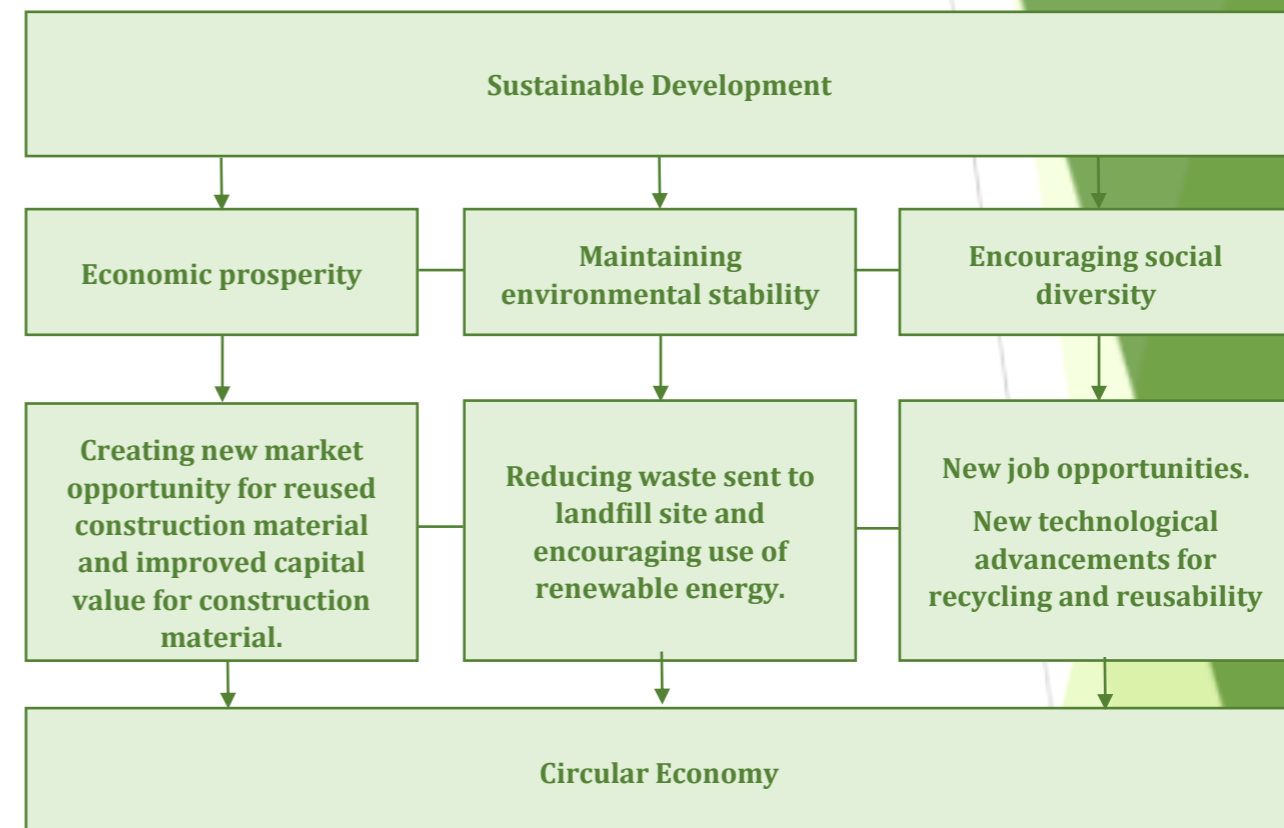 Sustainable Development
Economic prosperity
Maintaining
environmental stability
Encouraging social
diversity
Creating new market
opportunity for reused
construction material
and improved capital
value for construction
material.
Reducing waste sent to
landfill site and
encouraging use of
renewable energy.
New job opportunities.
New technological
advancements for
recycling and reusability
Circular Economy